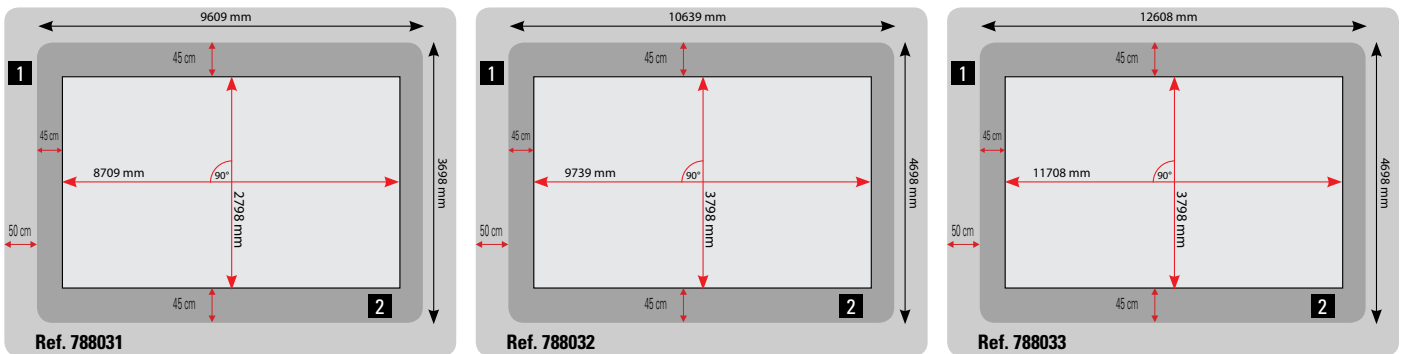 9609 mm
45 cm
1
45 cm
3698 mm
8709 mm
90°
2798 mm
50 cm
45 cm
2
Ref. 788031
10639 mm
45 cm
1
45 cm
4698 mm
9739 mm
90°
3798 mm
50 cm
45 cm
2
Ref. 788032
12608 mm
45 cm
1
45 cm
4698 mm
11708 mm
90°
3798 mm
50 cm
45 cm
2
Ref. 788033